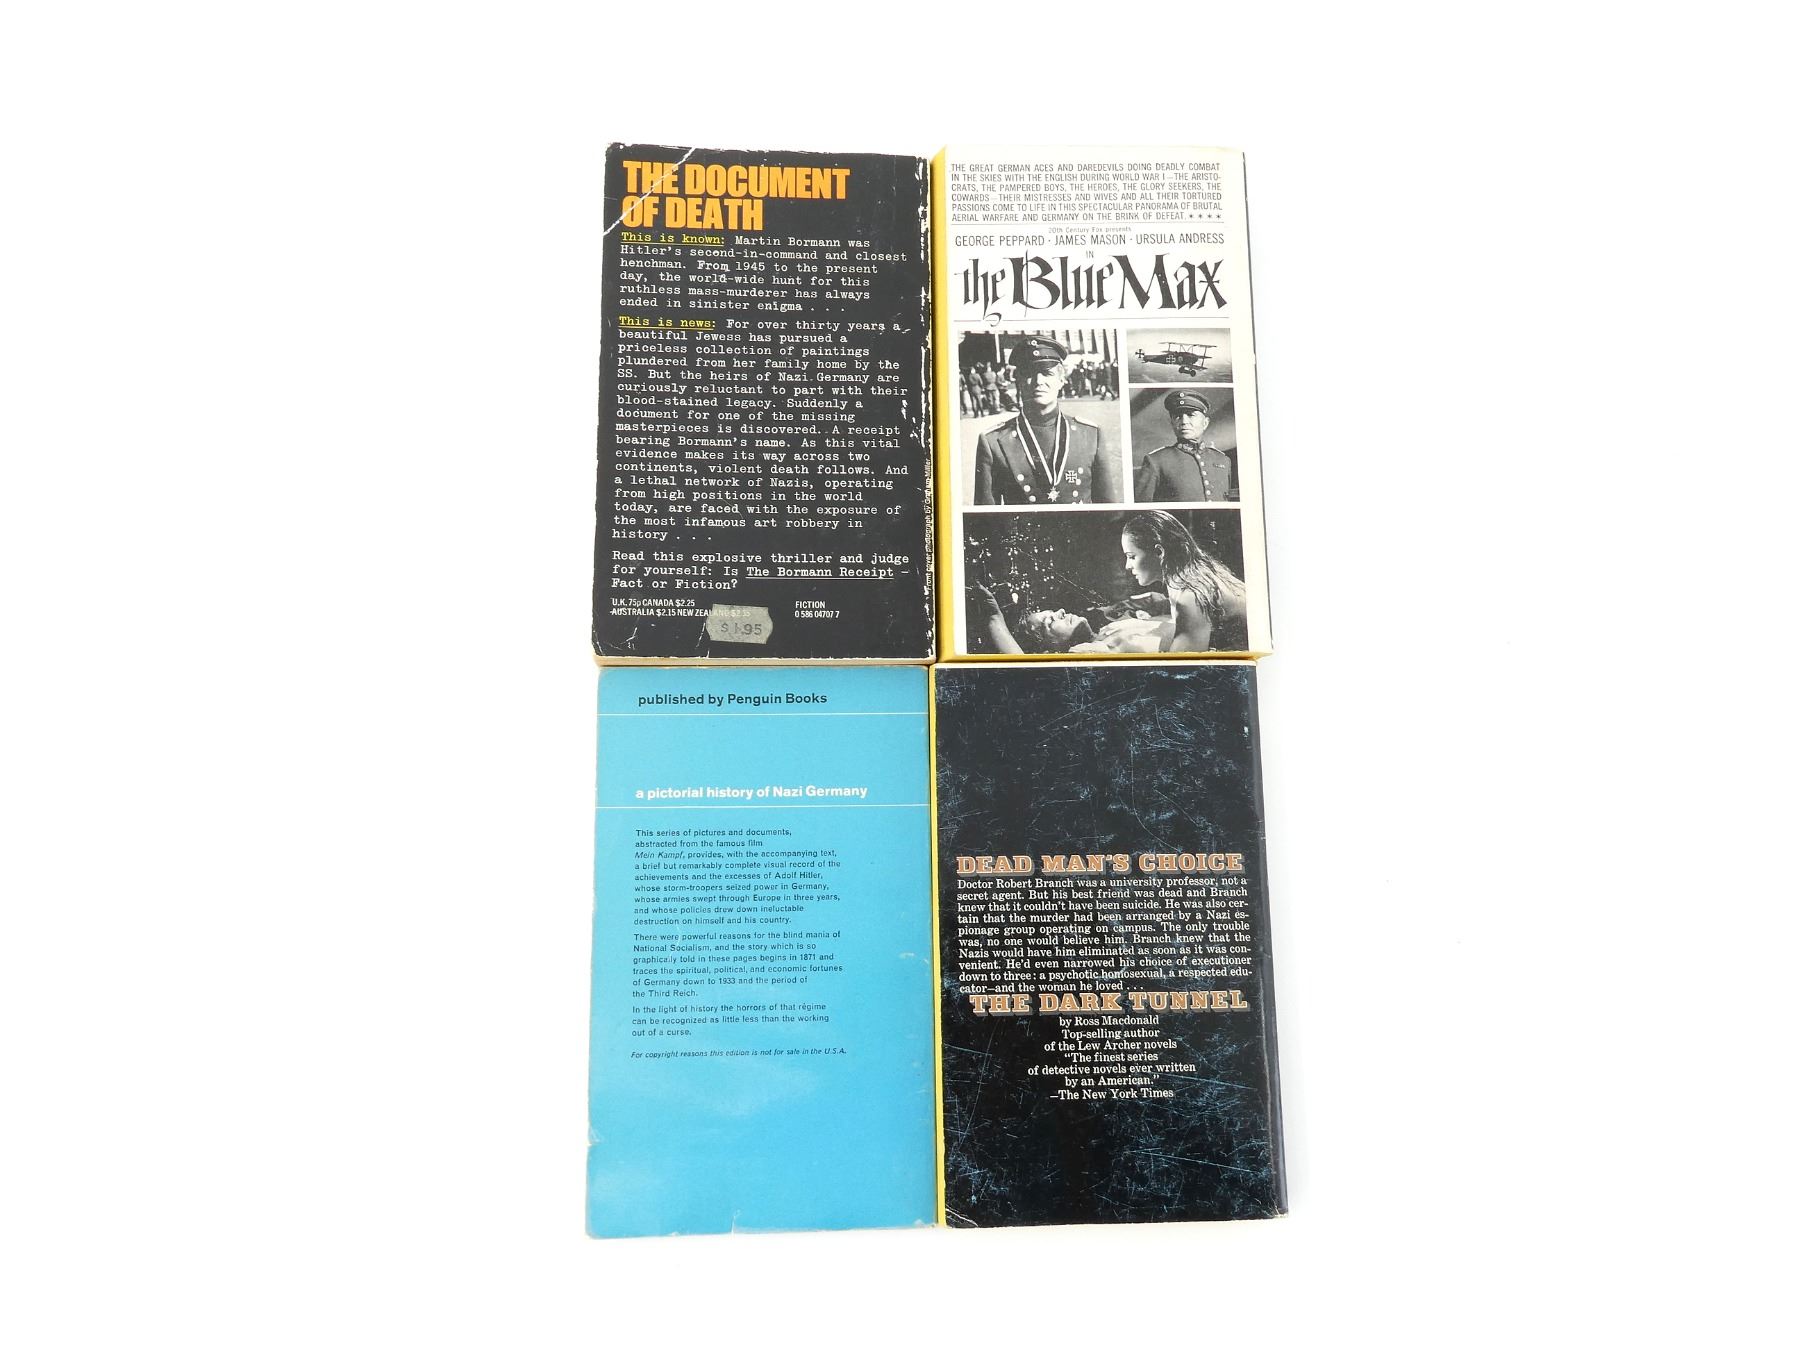 THE DOCUMENT
OF DEATH
This is known: Martin Bormann was
Hitler's second-in-command and closest
henchman. From 1945 to the present
day, the world-wide hunt for this
ruthless mass-murderer has always
ended in sinister enigma . . .
This is news: For over thirty years a
beautiful Jewess has pursued a
priceless collection of paintings
plundered from her family home by the
SS. But the heirs of Nazi Germany are
curiously reluctant to part with their
blood-stained legacy. Suddenly a
document for one of the missing
masterpieces is discovered. A receipt
bearing Bormann's name. As this vital
evidence makes its way across two
continents, violent death follows. And
a lethal network of Nazis, operating
from high positions in the world
today, are faced with the exposure of
the most infamous art robbery in
history . . .
Read this explosive thriller and judge
for yourself: Is The Bormann Receipt –
Fact or Fiction?
U.K. 75p CANADA $2.25
AUSTRALIA $2.15 NEW ZEALAND
$1.95
FICTION
0 586 04707 7
Front cover photograph by Graham Miller
THE GREAT GERMAN ACES AND DAREDEVILS DOING DEADLY COMBAT
IN THE SKIES WITH THE ENGLISH DURING WORLD WAR I—THE ARISTO-
CRATS, THE PAMPERED BOYS, THE HEROES, THE GLORY SEEKERS, THE
COWARDS—THEIR MISTRESSES AND WIVES AND ALL THEIR TORTURED
PASSIONS COME TO LIFE IN THIS SPECTACULAR PANORAMA OF BRUTAL
AERIAL WARFARE AND GERMANY ON THE BRINK OF DEFEAT. ★ ★ ★ ★
20th Century Fox presents
GEORGE PEPPARD · JAMES MASON · URSULA ANDRESS
IN
the Blue Max
published by Penguin Books
a pictorial history of Nazi Germany
This series of pictures and documents,
abstracted from the famous film
Mein Kampf, provides, with the accompanying text,
a brief but remarkably complete visual record of the
achievements and the excesses of Adolf Hitler,
whose storm-troopers seized power in Germany,
whose armies swept through Europe in three years,
and whose policies drew down ineluctable
destruction on himself and his country.
There were powerful reasons for the blind mania of
National Socialism, and the story which is so
graphically told in these pages begins in 1871 and
traces the spiritual, political, and economic fortunes
of Germany down to 1933 and the period of
the Third Reich.
In the light of history the horrors of that régime
can be recognized as little less than the working
out of a curse.
For copyright reasons this edition is not for sale in the U.S.A.
DEAD MAN'S CHOICE
Doctor Robert Branch was a university professor, not a
secret agent. But his best friend was dead and Branch
knew that it couldn't have been suicide. He was also cer-
tain that the murder had been arranged by a Nazi es-
pionage group operating on campus. The only trouble
was, no one would believe him. Branch knew that the
Nazis would have him eliminated as soon as it was con-
venient. He'd even narrowed his choice of executioner
down to three: a psychotic homosexual, a respected edu-
cator—and the woman he loved . . .
THE DARK TUNNEL
by Ross Macdonald
Top-selling author
of the Lew Archer novels
"The finest series
of detective novels ever written
by an American."
—The New York Times